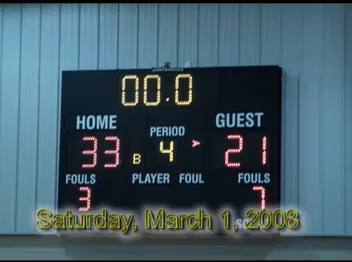 00.0
HOME GUEST
PERIOD
33 B 4 > 21
FOULS PLAYER FOUL FOULS
3 7
Saturday, March 1, 2008